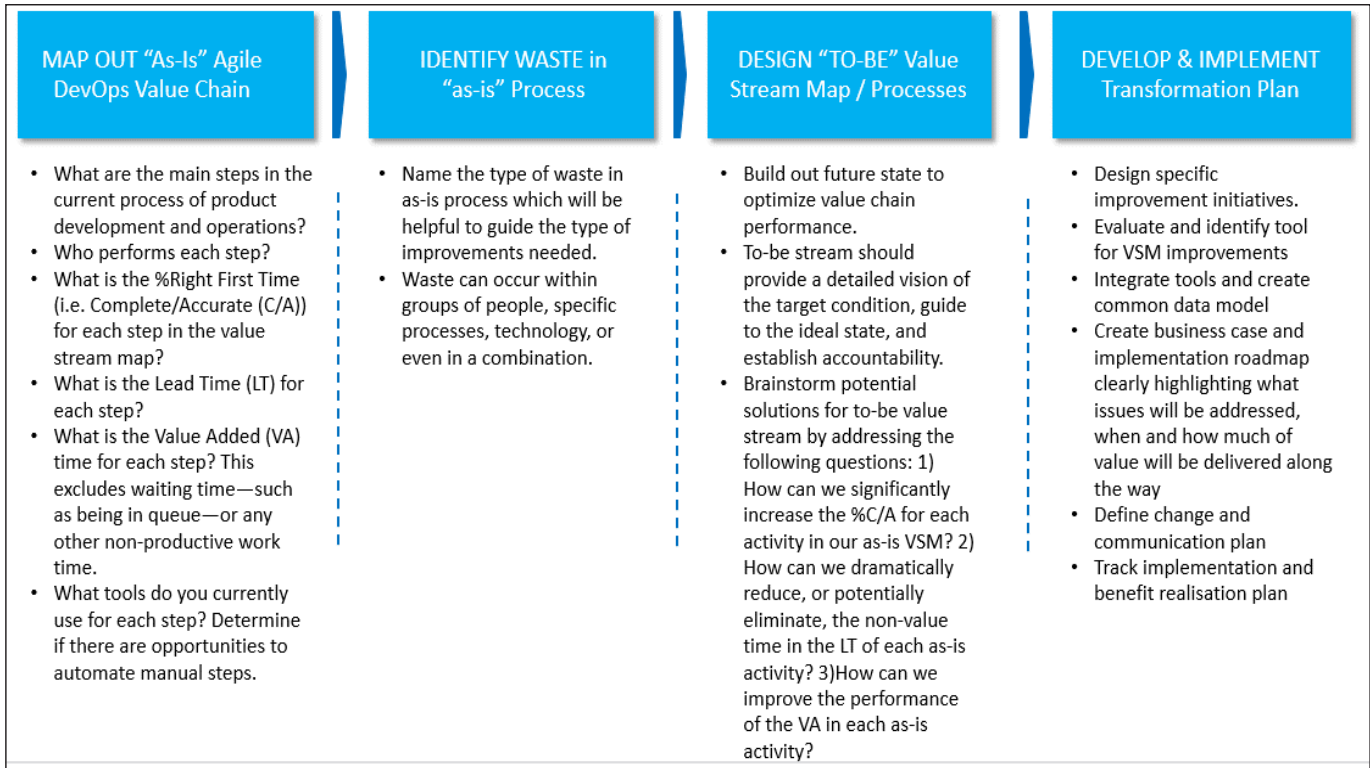 MAP OUT “As-Is” Agile
DevOps Value Chain
• What are the main steps in the
current process of product
development and operations?
• Who performs each step?
• What is the %Right First Time
(i.e. Complete/Accurate (C/A))
for each step in the value
stream map?
• What is the Lead Time (LT) for
each step?
• What is the Value Added (VA)
time for each step? This
excludes waiting time—such
as being in queue—or any
other non-productive work
time.
• What tools do you currently
use for each step? Determine
if there are opportunities to
automate manual steps.
IDENTIFY WASTE in
“as-is” Process
• Name the type of waste in
as-is process which will be
helpful to guide the type of
improvements needed.
• Waste can occur within
groups of people, specific
processes, technology, or
even in a combination.
DESIGN “TO-BE” Value
Stream Map / Processes
• Build out future state to
optimize value chain
performance.
• To-be stream should
provide a detailed vision of
the target condition, guide
to the ideal state, and
establish accountability.
• Brainstorm potential
solutions for to-be value
stream by addressing the
following questions: 1)
How can we significantly
increase the %C/A for each
activity in our as-is VSM? 2)
How can we dramatically
reduce, or potentially
eliminate, the non-value
time in the LT of each as-is
activity? 3)How can we
improve the performance
of the VA in each as-is
activity?
DEVELOP & IMPLEMENT
Transformation Plan
• Design specific
improvement initiatives.
• Evaluate and identify tool
for VSM improvements
• Integrate tools and create
common data model
• Create business case and
implementation roadmap
clearly highlighting what
issues will be addressed,
when and how much of
value will be delivered along
the way
• Define change and
communication plan
• Track implementation and
benefit realisation plan